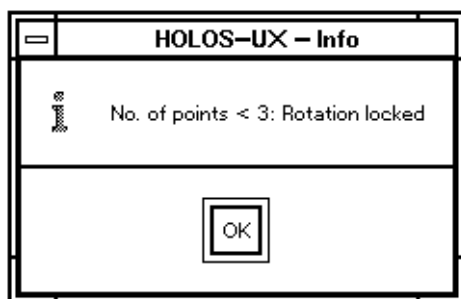 HOLOS-UX - Info
No. of points < 3: Rotation locked
OK